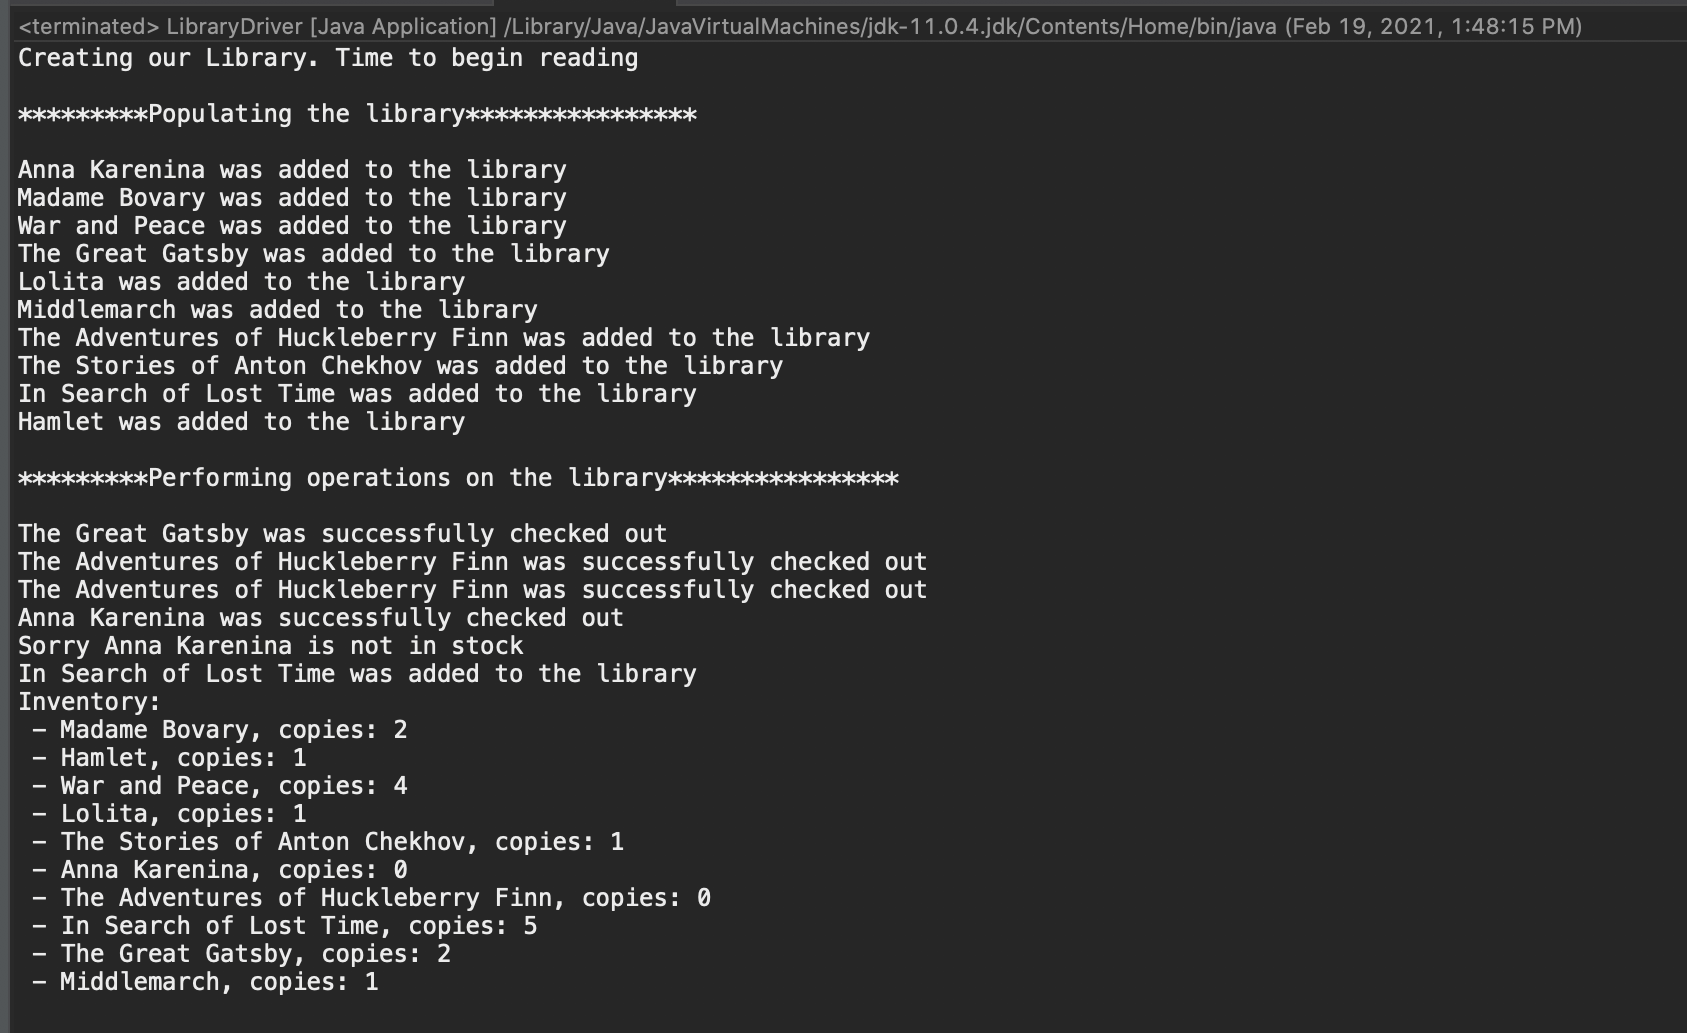 <terminated> LibraryDriver [Java Application] /Library/Java/JavaVirtualMachines/jdk-11.0.4.jdk/Contents/Home/bin/java (Feb 19, 2021, 1:48:15 PM)
Creating our Library. Time to begin reading
*********Populating the library****************
Anna Karenina was added to the library
Madame Bovary was added to the library
War and Peace was added to the library
The Great Gatsby was added to the library
Lolita was added to the library
Middlemarch was added to the library
The Adventures of Huckleberry Finn was added to the library
The Stories of Anton Chekhov was added to the library
In Search of Lost Time was added to the library
Hamlet was added to the library
*********Performing operations on the library****************
The Great Gatsby was successfully checked out
The Adventures of Huckleberry Finn was successfully checked out
The Adventures of Huckleberry Finn was successfully checked out
Anna Karenina was successfully checked out
Sorry Anna Karenina is not in stock
In Search of Lost Time was added to the library
Inventory:
 - Madame Bovary, copies: 2
 - Hamlet, copies: 1
 - War and Peace, copies: 4
 - Lolita, copies: 1
 - The Stories of Anton Chekhov, copies: 1
 - Anna Karenina, copies: 0
 - The Adventures of Huckleberry Finn, copies: 0
 - In Search of Lost Time, copies: 5
 - The Great Gatsby, copies: 2
 - Middlemarch, copies: 1